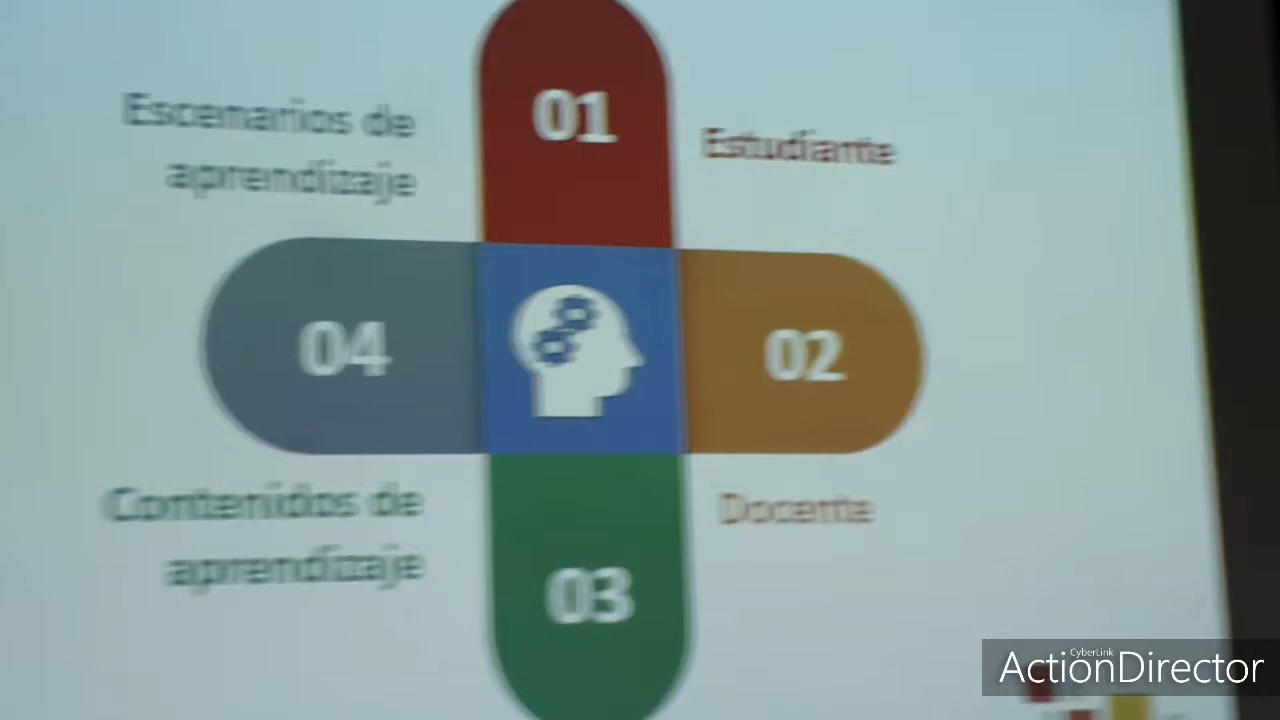 01
Escenarios de
aprendizaje
Estudiante
04
02
Contenidos de
aprendizaje
Docente
03
CyberLink
ActionDirector